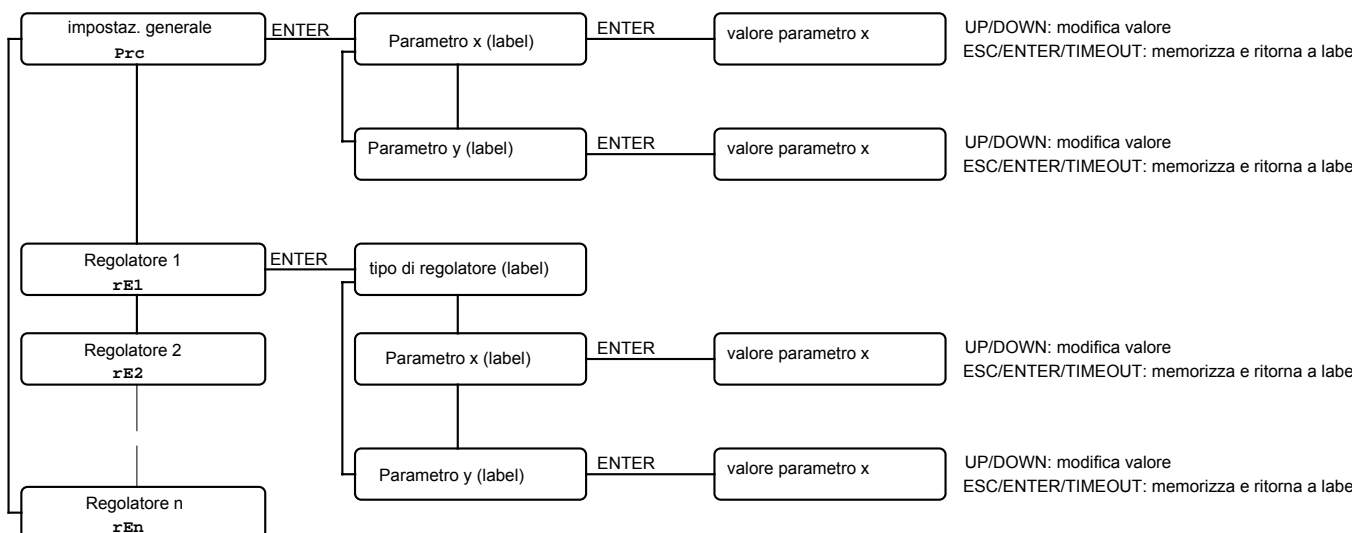 impostaz. generale
Prc
ENTER
Parametro x (label)
ENTER
valore parametro x
UP/DOWN: modifica valore
ESC/ENTER/TIMEOUT: memorizza e ritorna a labe
Parametro y (label)
ENTER
valore parametro x
UP/DOWN: modifica valore
ESC/ENTER/TIMEOUT: memorizza e ritorna a labe
Regolatore 1
rE1
ENTER
tipo di regolatore (label)
Regolatore 2
rE2
Parametro x (label)
ENTER
valore parametro x
UP/DOWN: modifica valore
ESC/ENTER/TIMEOUT: memorizza e ritorna a labe
Parametro y (label)
ENTER
valore parametro x
UP/DOWN: modifica valore
ESC/ENTER/TIMEOUT: memorizza e ritorna a labe
Regolatore n
rEn